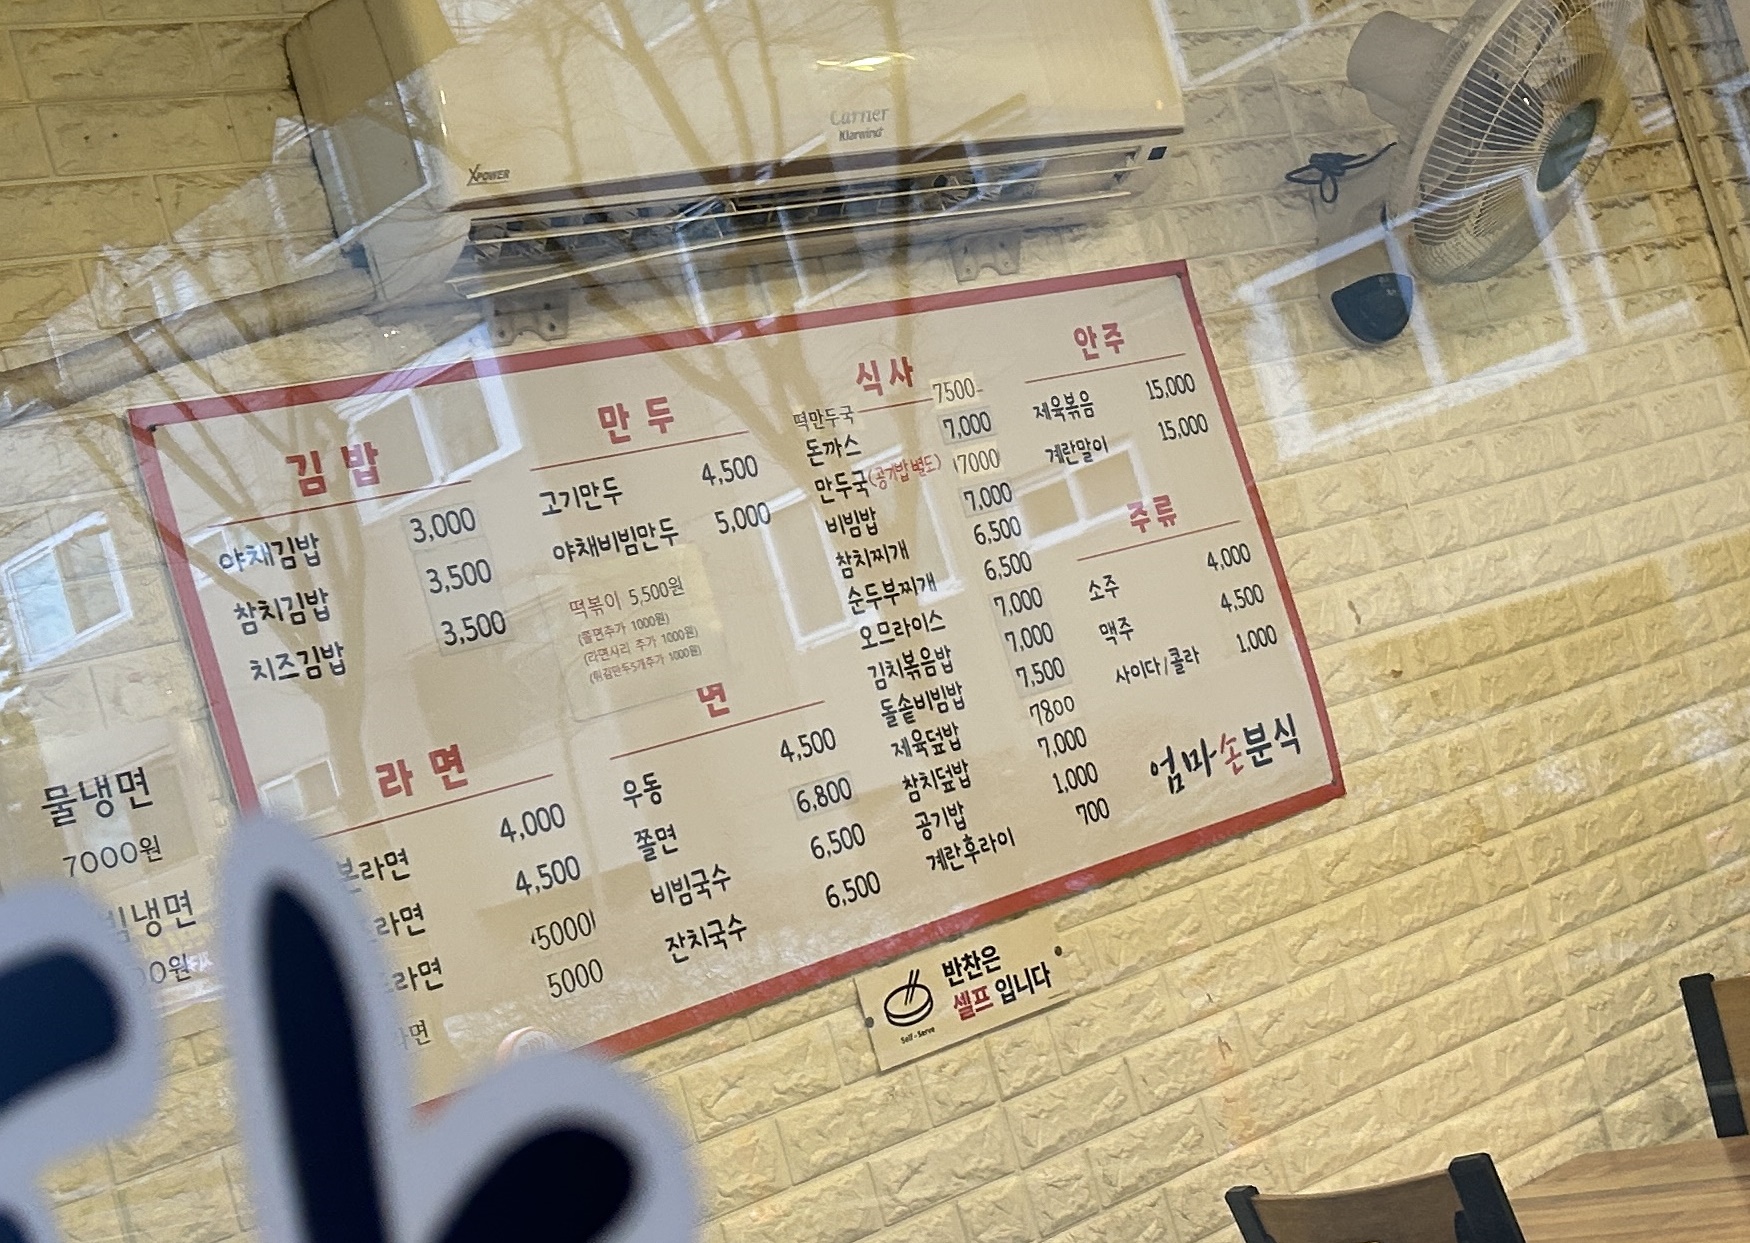 Carrier
Klarwind
XPOWER
김밥
야채김밥 3,000
참치김밥 3,500
치즈김밥 3,500
만두
고기만두 4,500
야채비빔만두 5,000
떡볶이 5,500원
(쫄면추가 1000원)
(라면사리 추가 1000원)
(튀김만두5개추가 1000원)
라면
라면 4,000
라면 4,500
라면 5000
라면 5000
면
우동 4,500
쫄면 6,800
비빔국수 6,500
잔치국수 6,500
식사
떡만두국 7500
돈까스 7,000
만두국(공기밥 별도) 7000
비빔밥 7,000
참치찌개 6,500
순두부찌개 6,500
오므라이스 7,000
김치볶음밥 7,000
돌솥비빔밥 7,500
제육덮밥 7800
참치덮밥 7,000
공기밥 1,000
계란후라이 700
안주
제육볶음 15,000
계란말이 15,000
주류
소주 4,000
맥주 4,500
사이다/콜라 1,000
엄마손분식
물냉면
7000원
냉면
원
반찬은
셀프 입니다
Self-Serve